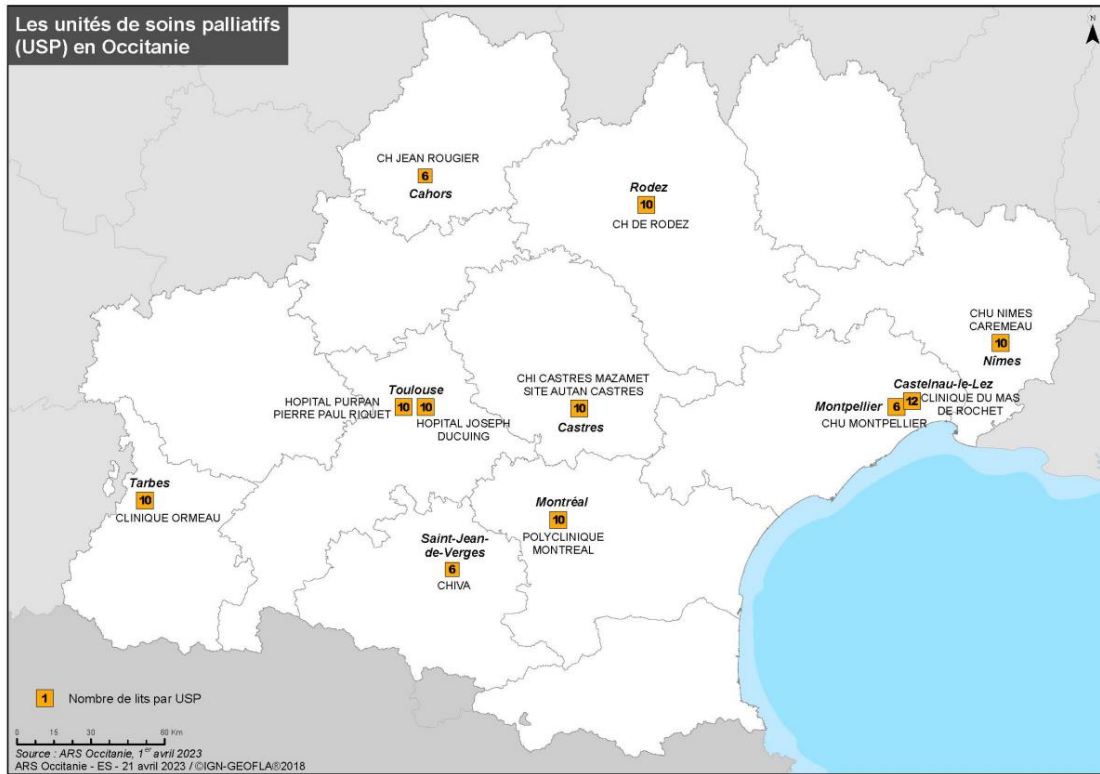 Les unités de soins palliatifs
(USP) en Occitanie
N
CH JEAN ROUGIER
6
Cahors
Rodez
10
CH DE RODEZ
CHU NIMES
CAREMEAU
10
Nîmes
Toulouse
HOPITAL PURPAN
PIERRE PAUL RIQUET
10
10
HOPITAL JOSEPH
DUCUING
CHI CASTRES MAZAMET
SITE AUTAN CASTRES
10
Castres
Castelnau-le-Lez
12
CLINIQUE DU MAS
DE ROCHET
Montpellier
6
CHU MONTPELLIER
Tarbes
10
CLINIQUE ORMEAU
Montréal
10
POLYCLINIQUE
MONTREAL
Saint-Jean-
de-Verges
6
CHIVA
1 Nombre de lits par USP
0 15 30 60 Km
Source : ARS Occitanie, 1er avril 2023
ARS Occitanie - ES - 21 avril 2023 / ©IGN-GEOFLA®2018